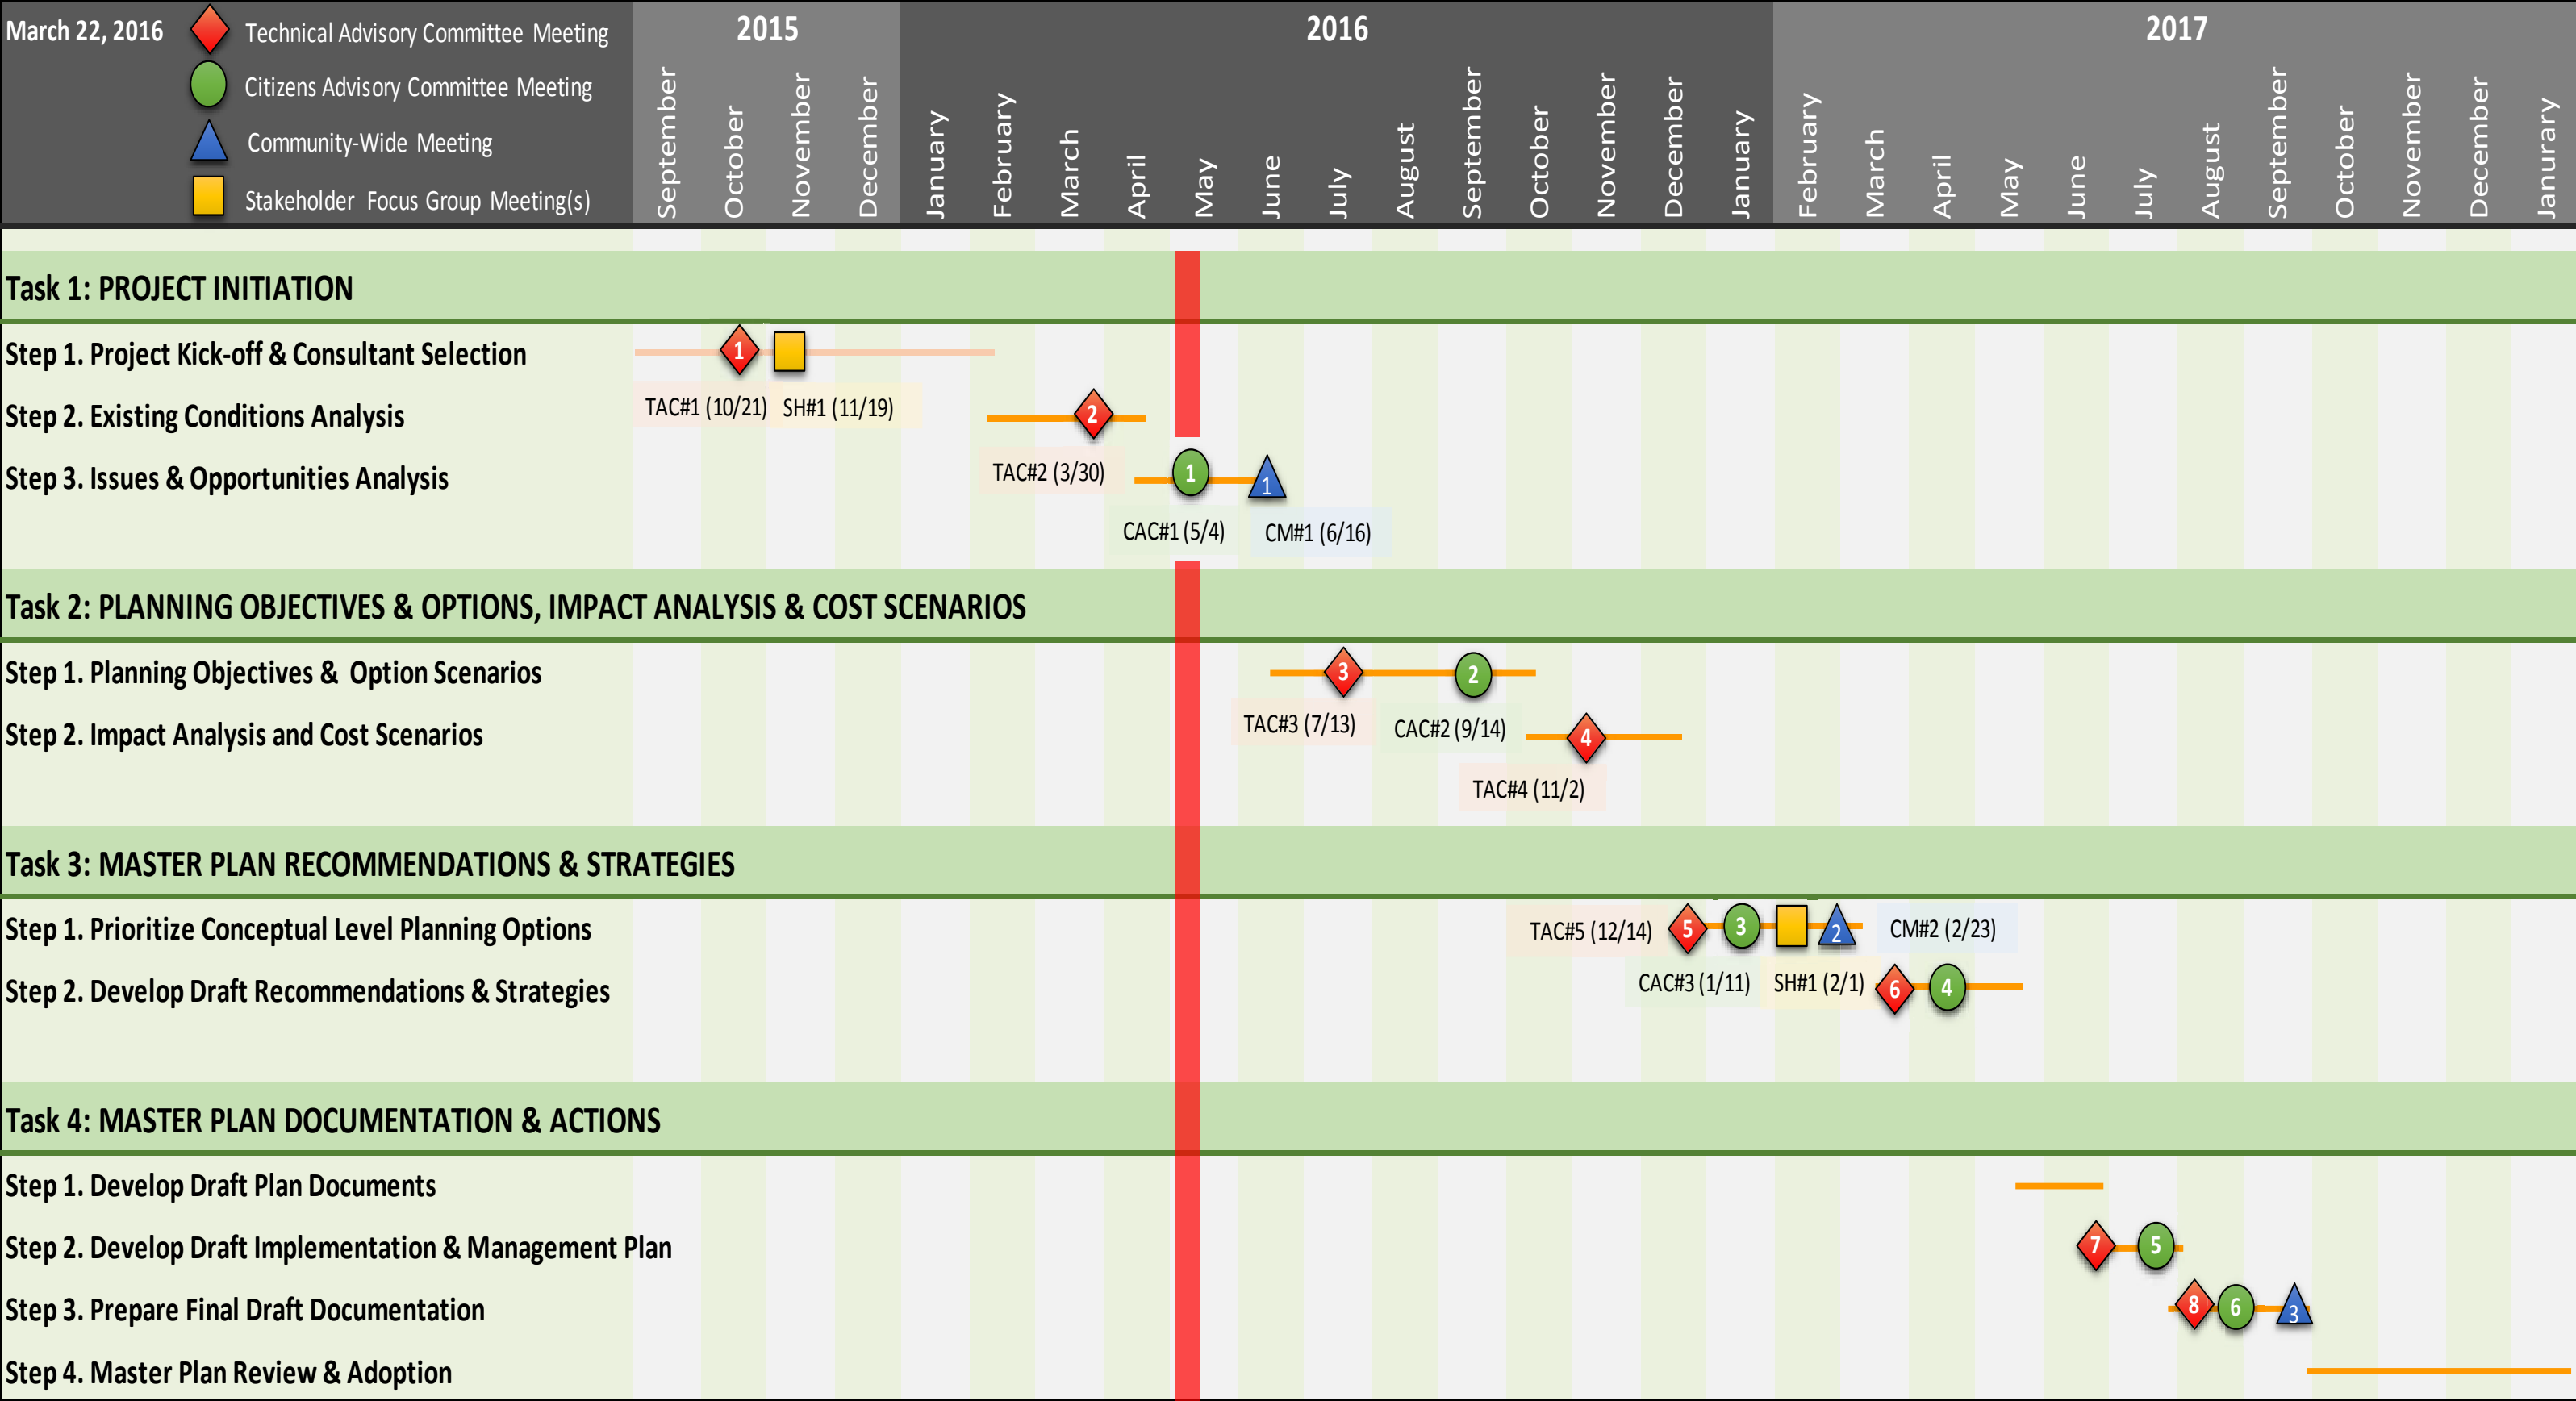 March 22, 2016
Technical Advisory Committee Meeting
Citizens Advisory Committee Meeting
Community-Wide Meeting
Stakeholder Focus Group Meeting(s)
2015
2016
2017
September
October
November
December
January
February
March
April
May
June
July
August
September
October
November
December
January
February
March
April
May
June
July
August
September
October
November
December
Janurary
Task 1: PROJECT INITIATION
Step 1. Project Kick-off & Consultant Selection
1
TAC#1 (10/21)
SH#1 (11/19)
Step 2. Existing Conditions Analysis
2
TAC#2 (3/30)
Step 3. Issues & Opportunities Analysis
1
1
CAC#1 (5/4)
CM#1 (6/16)
Task 2: PLANNING OBJECTIVES & OPTIONS, IMPACT ANALYSIS & COST SCENARIOS
Step 1. Planning Objectives & Option Scenarios
3
2
TAC#3 (7/13)
CAC#2 (9/14)
Step 2. Impact Analysis and Cost Scenarios
4
TAC#4 (11/2)
Task 3: MASTER PLAN RECOMMENDATIONS & STRATEGIES
Step 1. Prioritize Conceptual Level Planning Options
TAC#5 (12/14)
5
3
2
CM#2 (2/23)
CAC#3 (1/11)
SH#1 (2/1)
Step 2. Develop Draft Recommendations & Strategies
6
4
Task 4: MASTER PLAN DOCUMENTATION & ACTIONS
Step 1. Develop Draft Plan Documents
Step 2. Develop Draft Implementation & Management Plan
7
5
Step 3. Prepare Final Draft Documentation
8
6
3
Step 4. Master Plan Review & Adoption